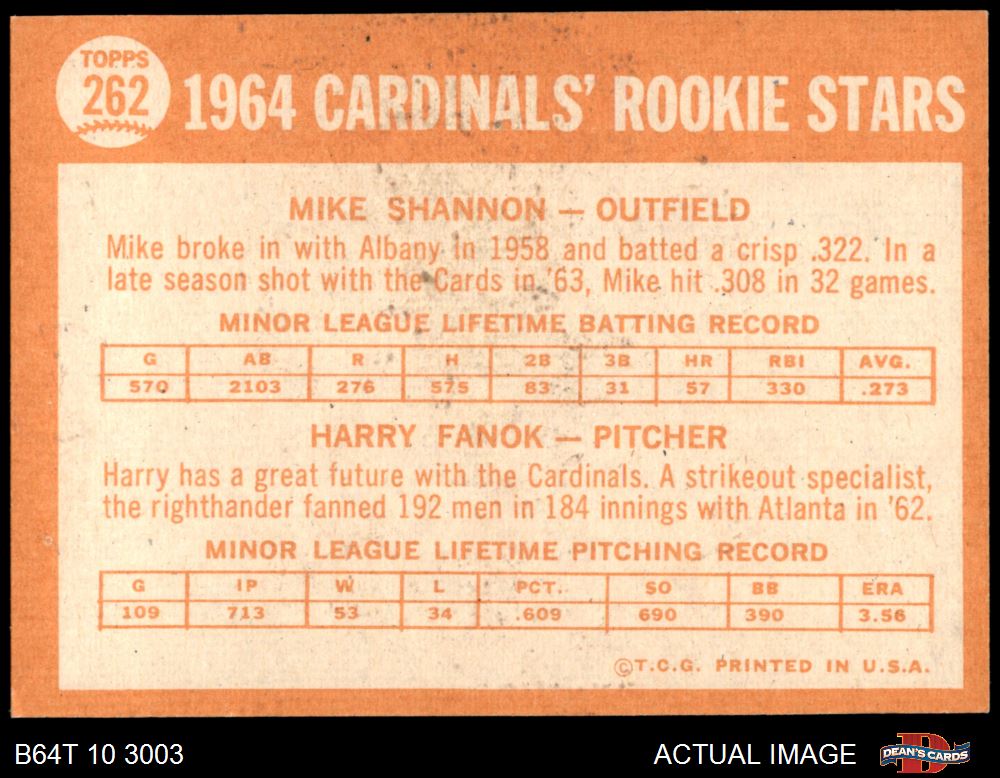 TOPPS
262
1964 CARDINALS' ROOKIE STARS
MIKE SHANNON — OUTFIELD
Mike broke in with Albany in 1958 and batted a crisp .322. In a
late season shot with the Cards in '63, Mike hit .308 in 32 games.
MINOR LEAGUE LIFETIME BATTING RECORD
G AB R H 2B 3B HR RBI AVG.
570 2103 276 575 83 31 57 330 .273
HARRY FANOK — PITCHER
Harry has a great future with the Cardinals. A strikeout specialist,
the righthander fanned 192 men in 184 innings with Atlanta in '62.
MINOR LEAGUE LIFETIME PITCHING RECORD
G IP W L PCT. SO BB ERA
109 713 53 34 .609 690 390 3.56
©T.C.G. PRINTED IN U.S.A.
B64T 10 3003 ACTUAL IMAGE DEAN'S CARDS